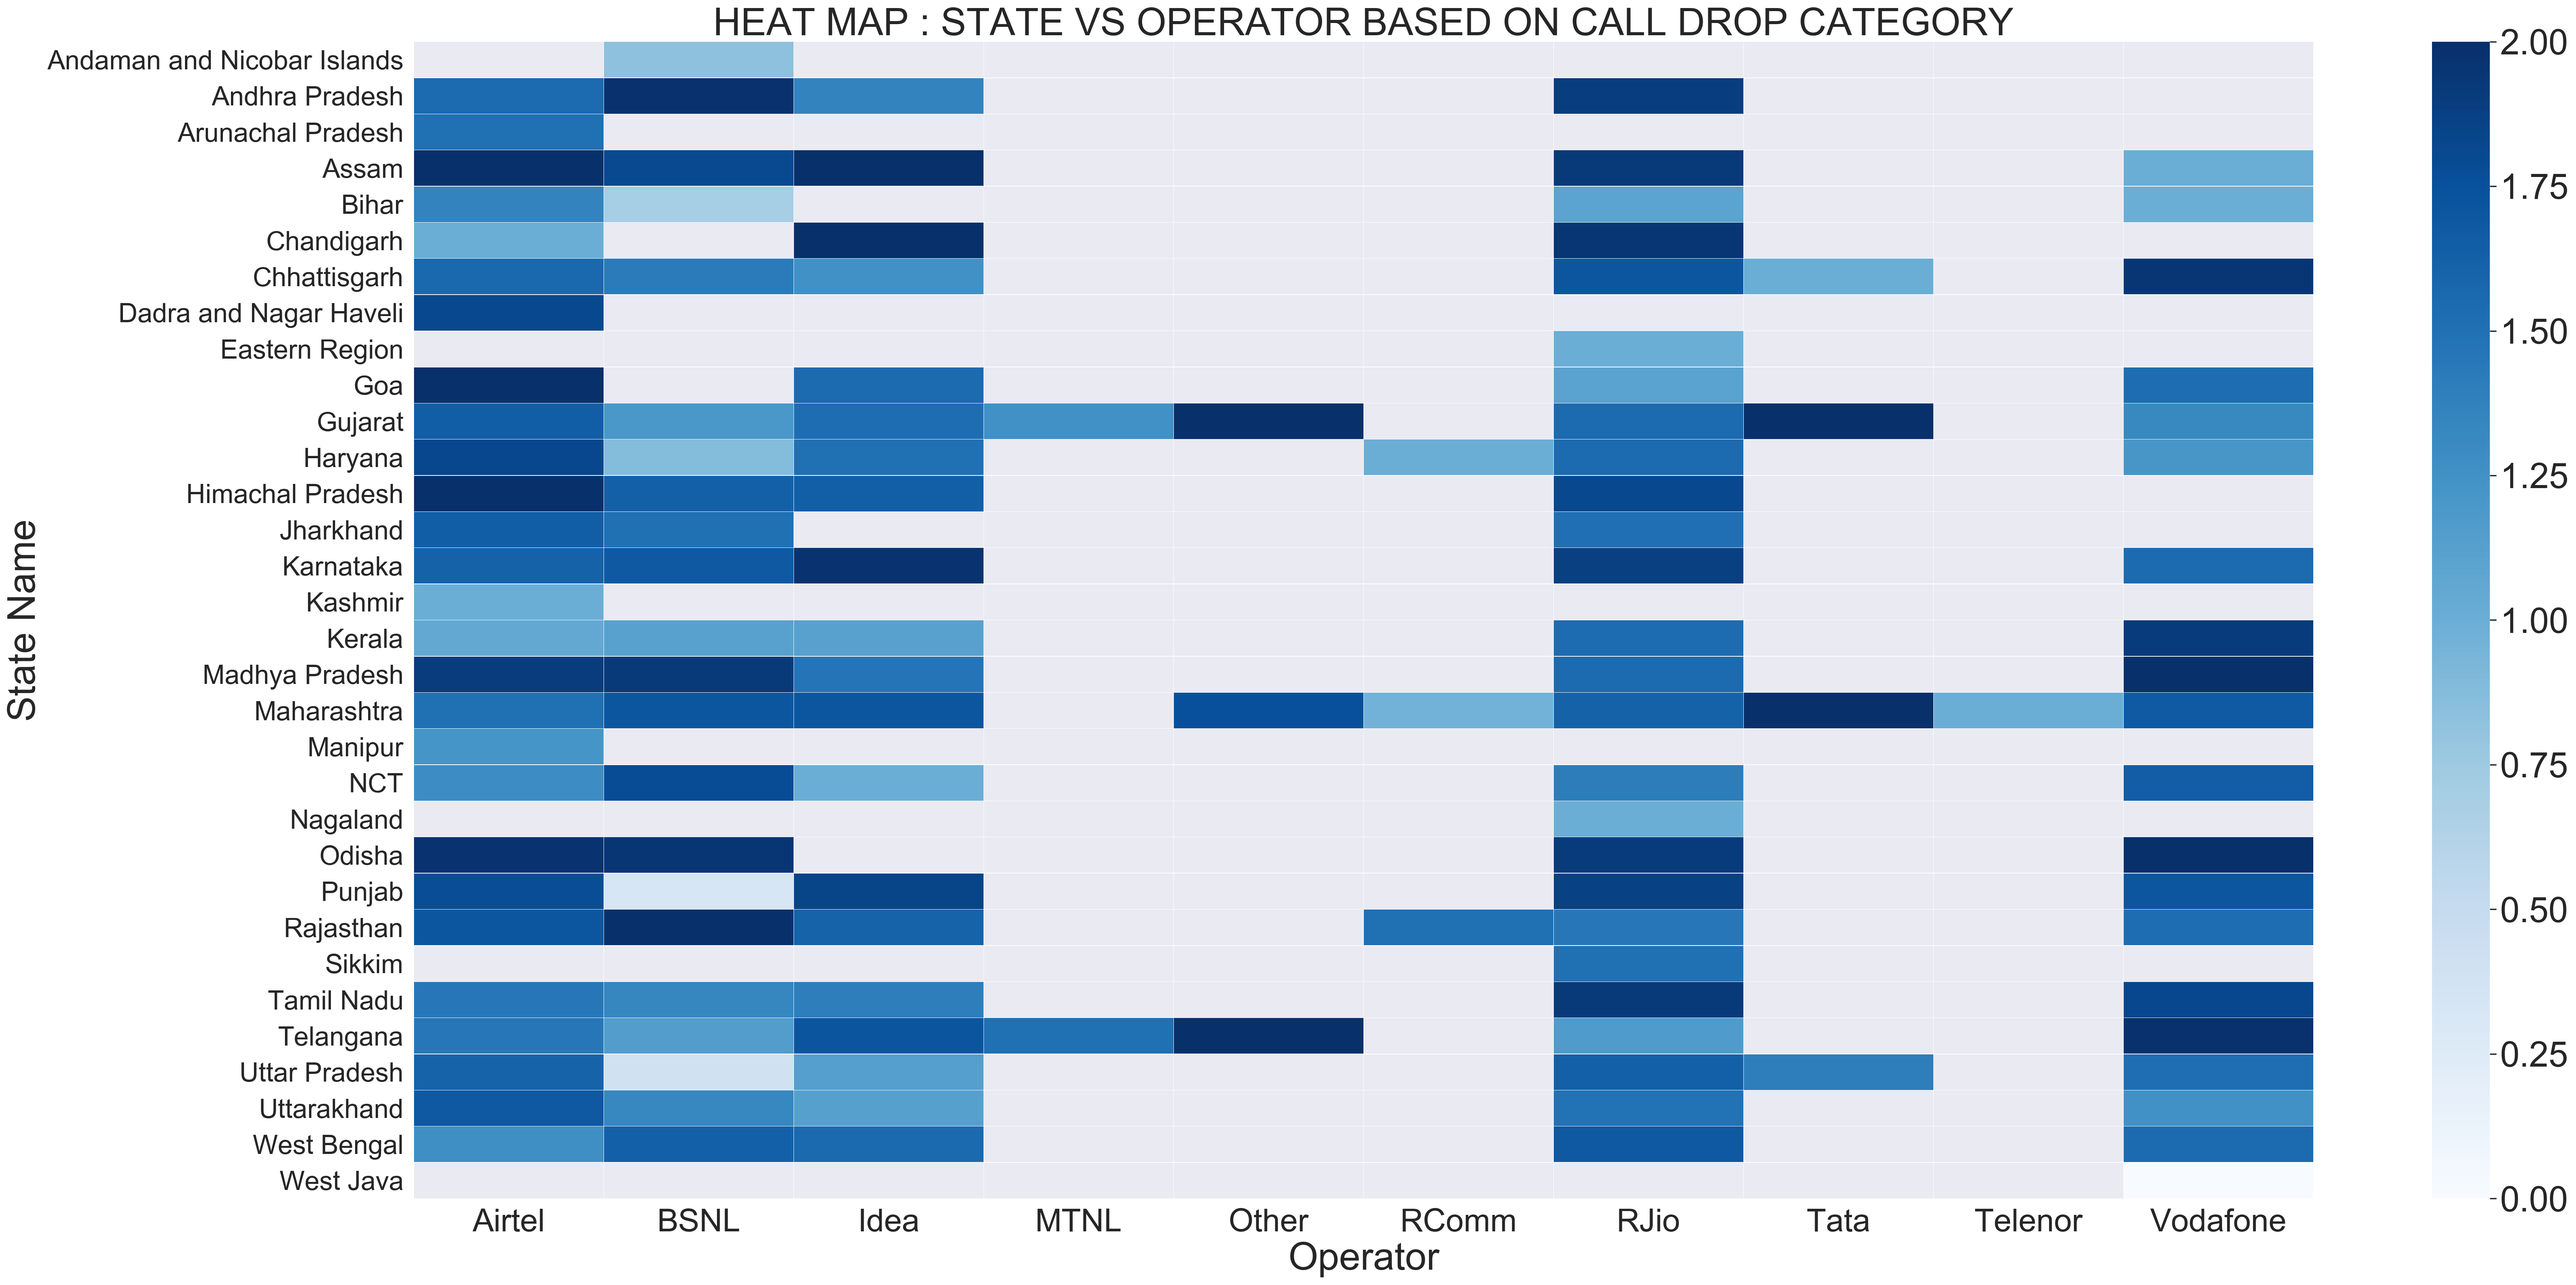 HEAT MAP : STATE VS OPERATOR BASED ON CALL DROP CATEGORY
Andaman and Nicobar Islands
Andhra Pradesh
Arunachal Pradesh
Assam
Bihar
Chandigarh
Chhattisgarh
Dadra and Nagar Haveli
Eastern Region
Goa
Gujarat
Haryana
Himachal Pradesh
Jharkhand
Karnataka
Kashmir
Kerala
Madhya Pradesh
Maharashtra
Manipur
NCT
Nagaland
Odisha
Punjab
Rajasthan
Sikkim
Tamil Nadu
Telangana
Uttar Pradesh
Uttarakhand
West Bengal
West Java
State Name
Airtel BSNL Idea MTNL Other RComm RJio Tata Telenor Vodafone
Operator
2.00
1.75
1.50
1.25
1.00
0.75
0.50
0.25
0.00